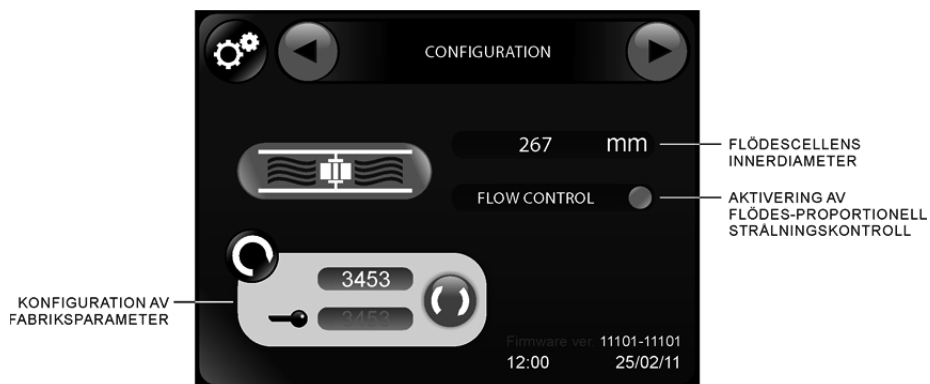 CONFIGURATION
267 mm
FLÖDESCELLENS
INNERDIAMETER
FLOW CONTROL
AKTIVERING AV
FLÖDES-PROPORTIONELL
STRÅLNINGSKONTROLL
3453
KONFIGURATION AV
FABRIKSPARAMETER
3453
Firmware ver. 11101-11101
12:00 25/02/11